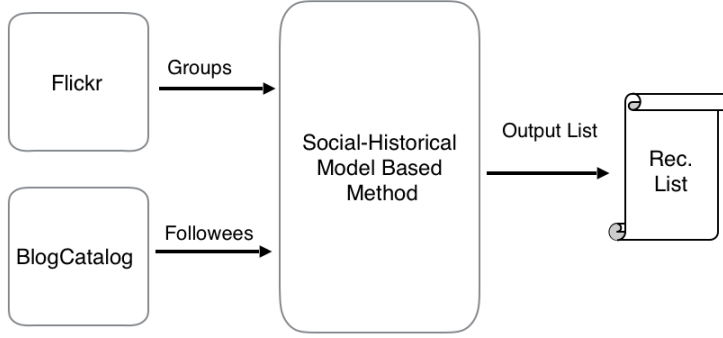 Flickr
Groups
BlogCatalog
Followees
Social-Historical
Model Based
Method
Output List
Rec.
List